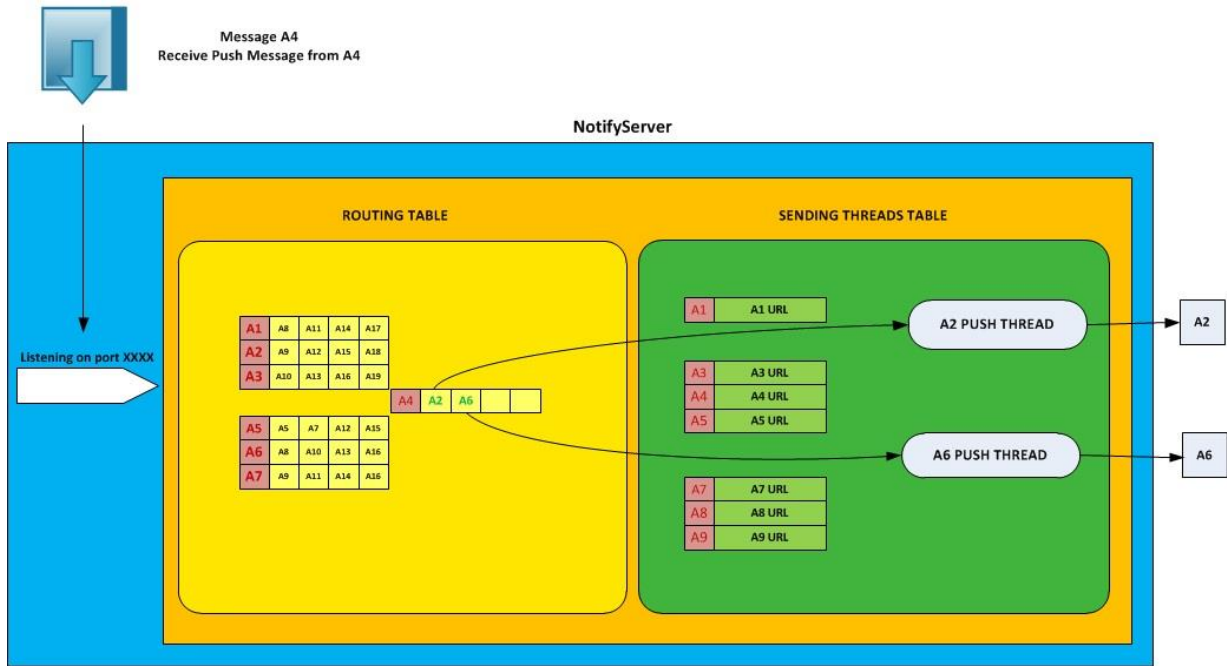 Message A4
Receive Push Message from A4
NotifyServer
ROUTING TABLE
SENDING THREADS TABLE
Listening on port XXXX
A1 A8 A11 A14 A17
A2 A9 A12 A15 A18
A3 A10 A13 A16 A19
A4 A2 A6
A5 A5 A7 A12 A15
A6 A8 A10 A13 A16
A7 A9 A11 A14 A16
A1 A1 URL
A3 A3 URL
A4 A4 URL
A5 A5 URL
A7 A7 URL
A8 A8 URL
A9 A9 URL
A2 PUSH THREAD
A6 PUSH THREAD
A2
A6